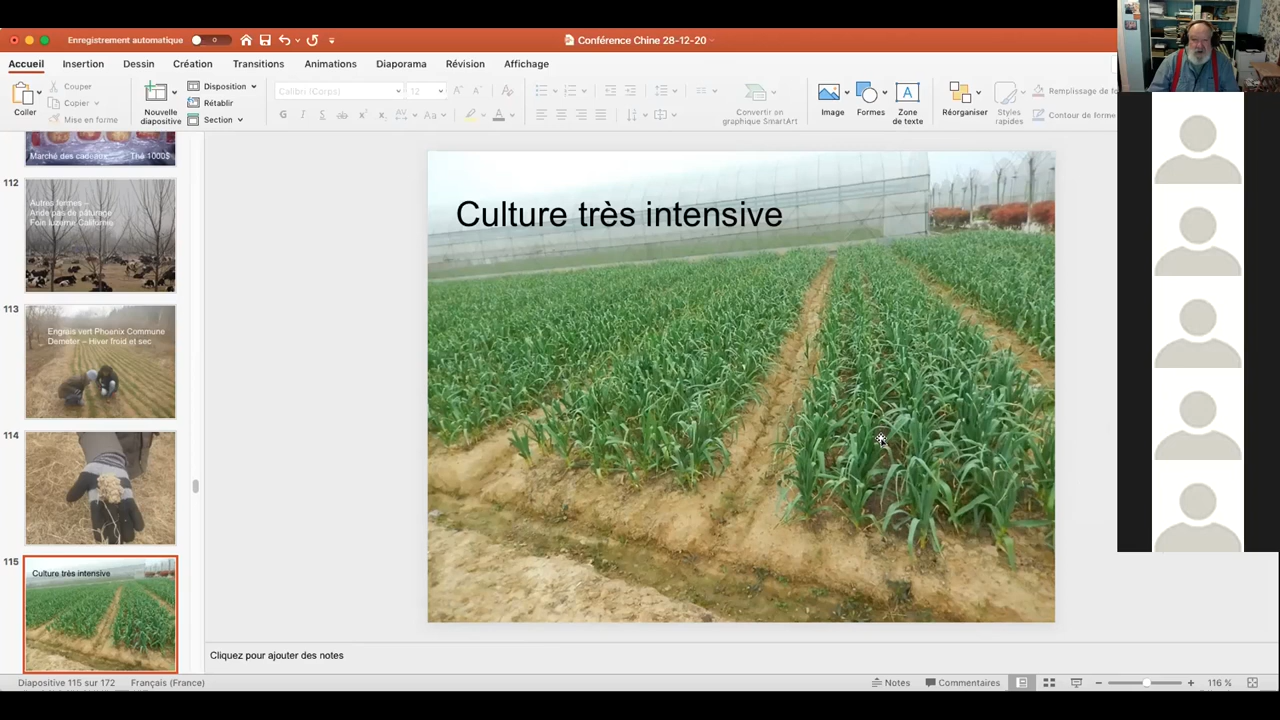 Enregistrement automatique
Conférence Chine 28-12-20
Accueil
Insertion
Dessin
Création
Transitions
Animations
Diaporama
Révision
Affichage
Coller
Couper
Copier
Mise en forme
Nouvelle
diapositive
Disposition
Rétablir
Section
Calibri (Corps)
12
G
I
S
Aa
A
Convertir en
graphique SmartArt
Image
Formes
Zone
de texte
Réorganiser
Styles
rapides
Remplissage de
Contour de forme
Marché des cadeaux
Thé 1000$
112
Autres fermes –
pas de pâturage
Foin luzerne Californie
113
Engrais vert Phoenix Commune
Demeter – Hiver froid et sec
114
115
Culture très intensive
Culture très intensive
Cliquez pour ajouter des notes
Diapositive 115 sur 172
Français (France)
Notes
Commentaires
116 %